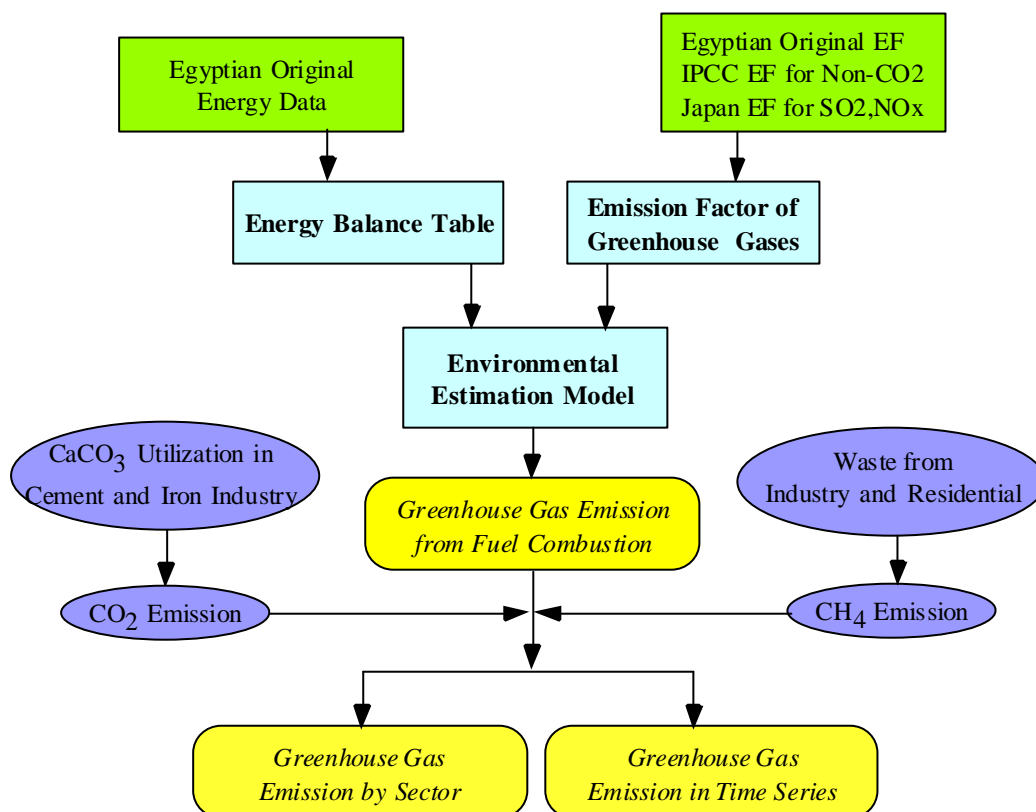 Egyptian Original
Energy Data
Egyptian Original EF
IPCC EF for Non-CO2
Japan EF for SO2,NOx
Energy Balance Table
Emission Factor of
Greenhouse Gases
Environmental
Estimation Model
CaCO3 Utilization in
Cement and Iron Industry
Waste from
Industry and Residential
Greenhouse Gas Emission
from Fuel Combustion
CO2 Emission
CH4 Emission
Greenhouse Gas
Emission by Sector
Greenhouse Gas
Emission in Time Series